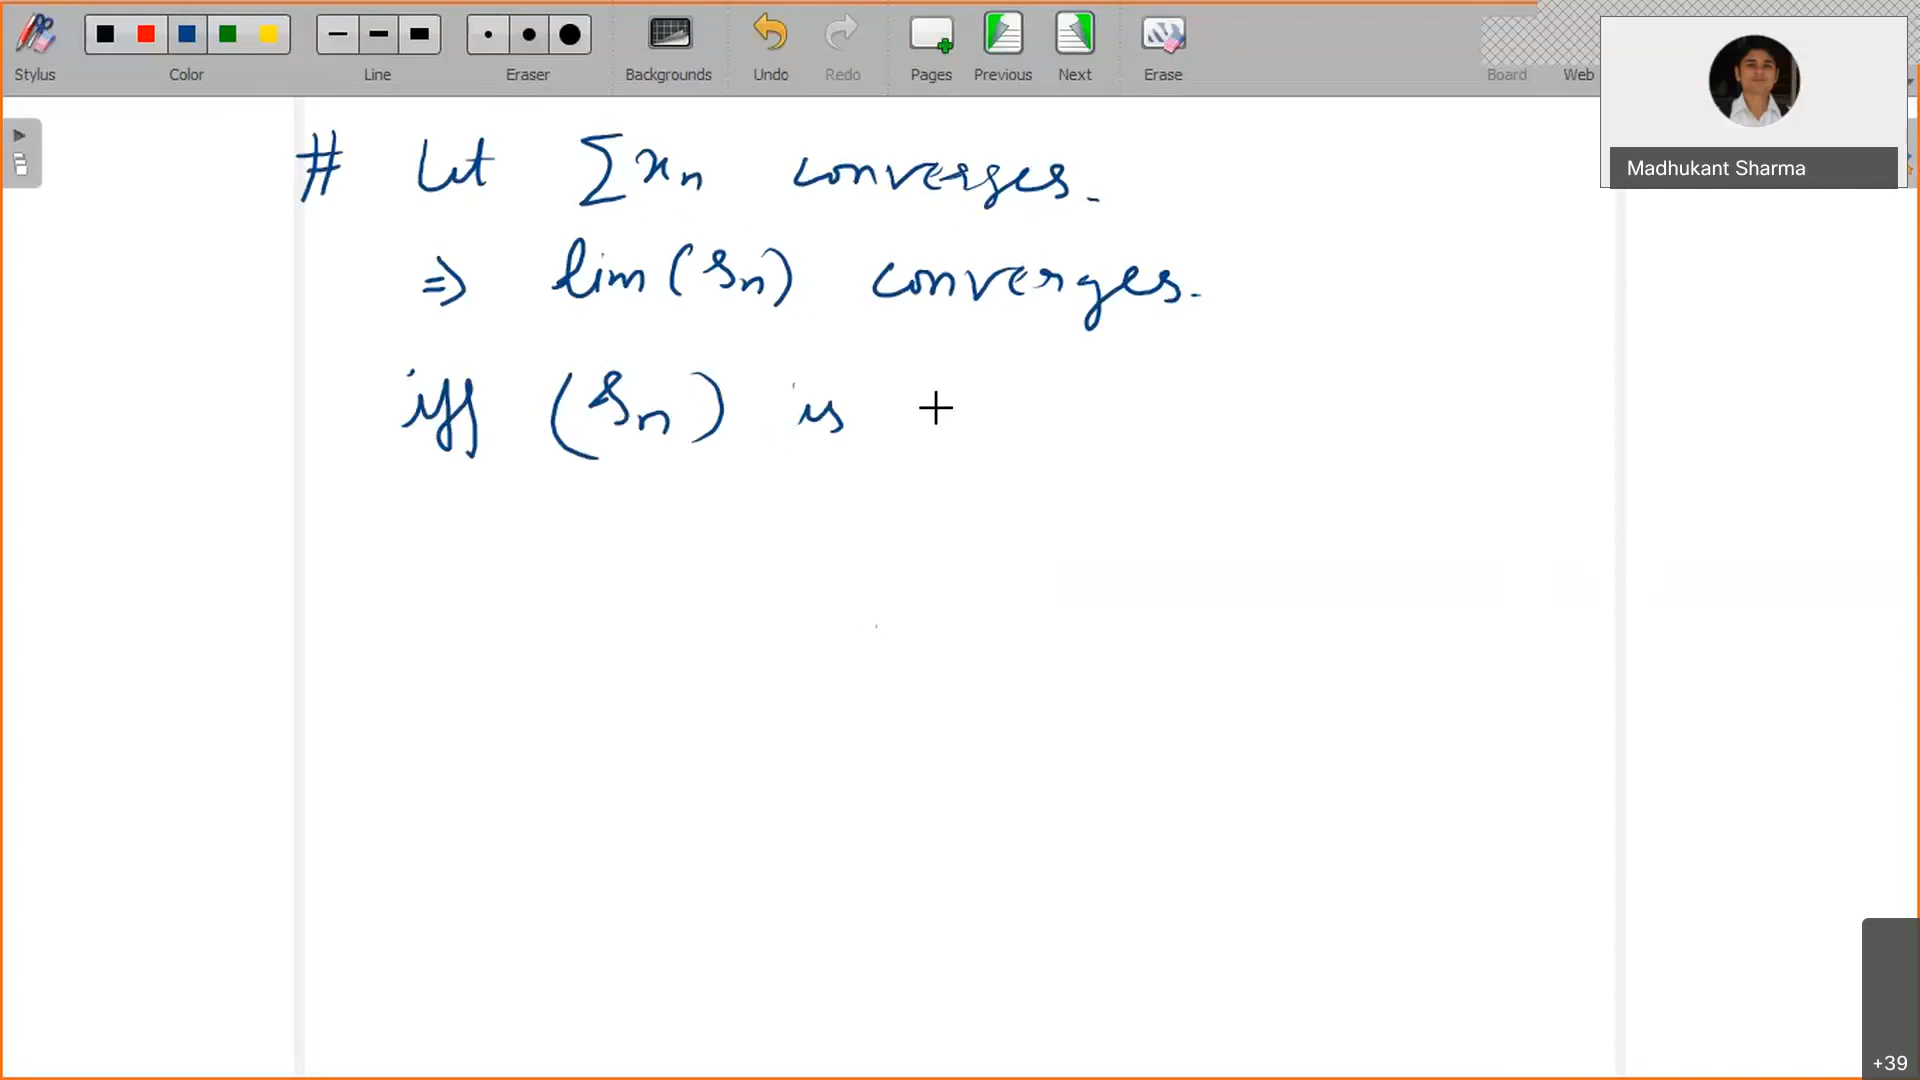 Stylus
Color
Line
Eraser
Backgrounds
Undo
Redo
Pages
Previous
Next
Erase
Board
Web
Madhukant Sharma
# Let ∑xn converges.
⇒ lim(sn) converges.
iff (sn) is
+39